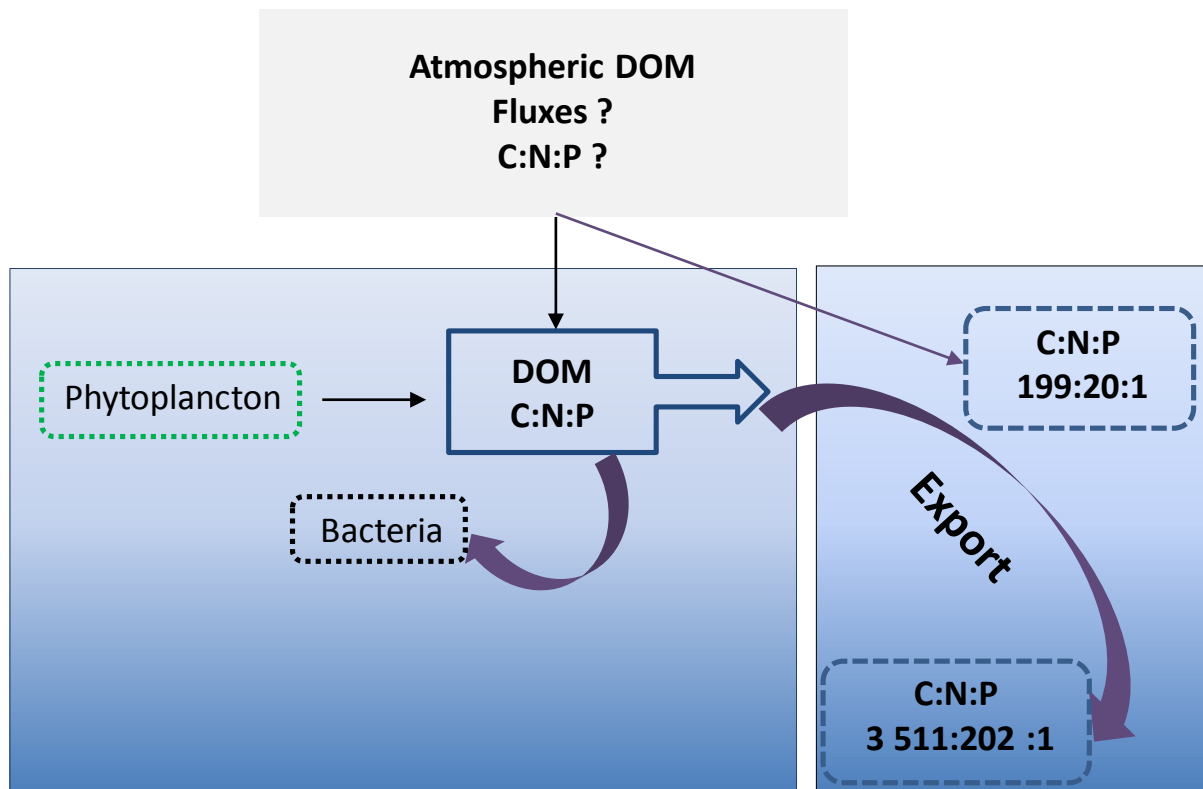 Atmospheric DOM
Fluxes ?
C:N:P ?
DOM
C:N:P
Phytoplancton
Bacteria
C:N:P
199:20:1
Export
C:N:P
3 511:202 :1